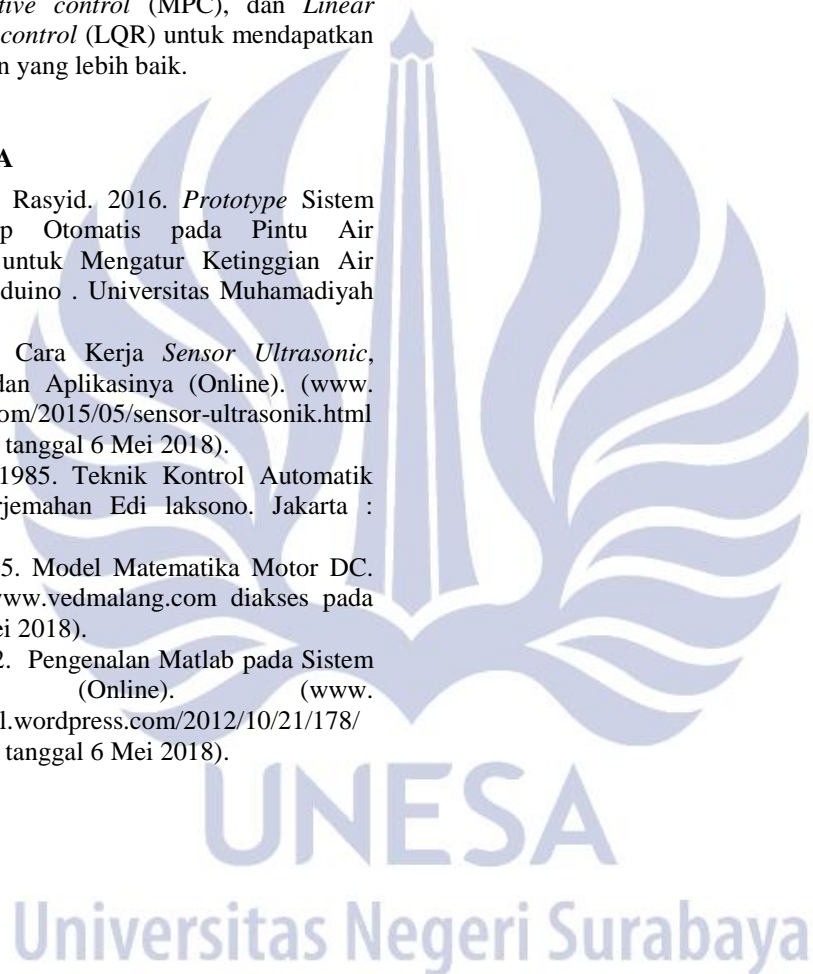 tive control (MPC), dan Linear
control (LQR) untuk mendapatkan
n yang lebih baik.
A
Rasyid. 2016. Prototype Sistem
p Otomatis pada Pintu Air
untuk Mengatur Ketinggian Air
duino . Universitas Muhamadiyah
Cara Kerja Sensor Ultrasonic,
dan Aplikasinya (Online). (www.
om/2015/05/sensor-ultrasonik.html
tanggal 6 Mei 2018).
1985. Teknik Kontrol Automatik
rjemahan Edi laksono. Jakarta :
5. Model Matematika Motor DC.
www.vedmalang.com diakses pada
ei 2018).
2. Pengenalan Matlab pada Sistem
(Online). (www.
l.wordpress.com/2012/10/21/178/
tanggal 6 Mei 2018).
UNESA
Universitas Negeri Surabaya